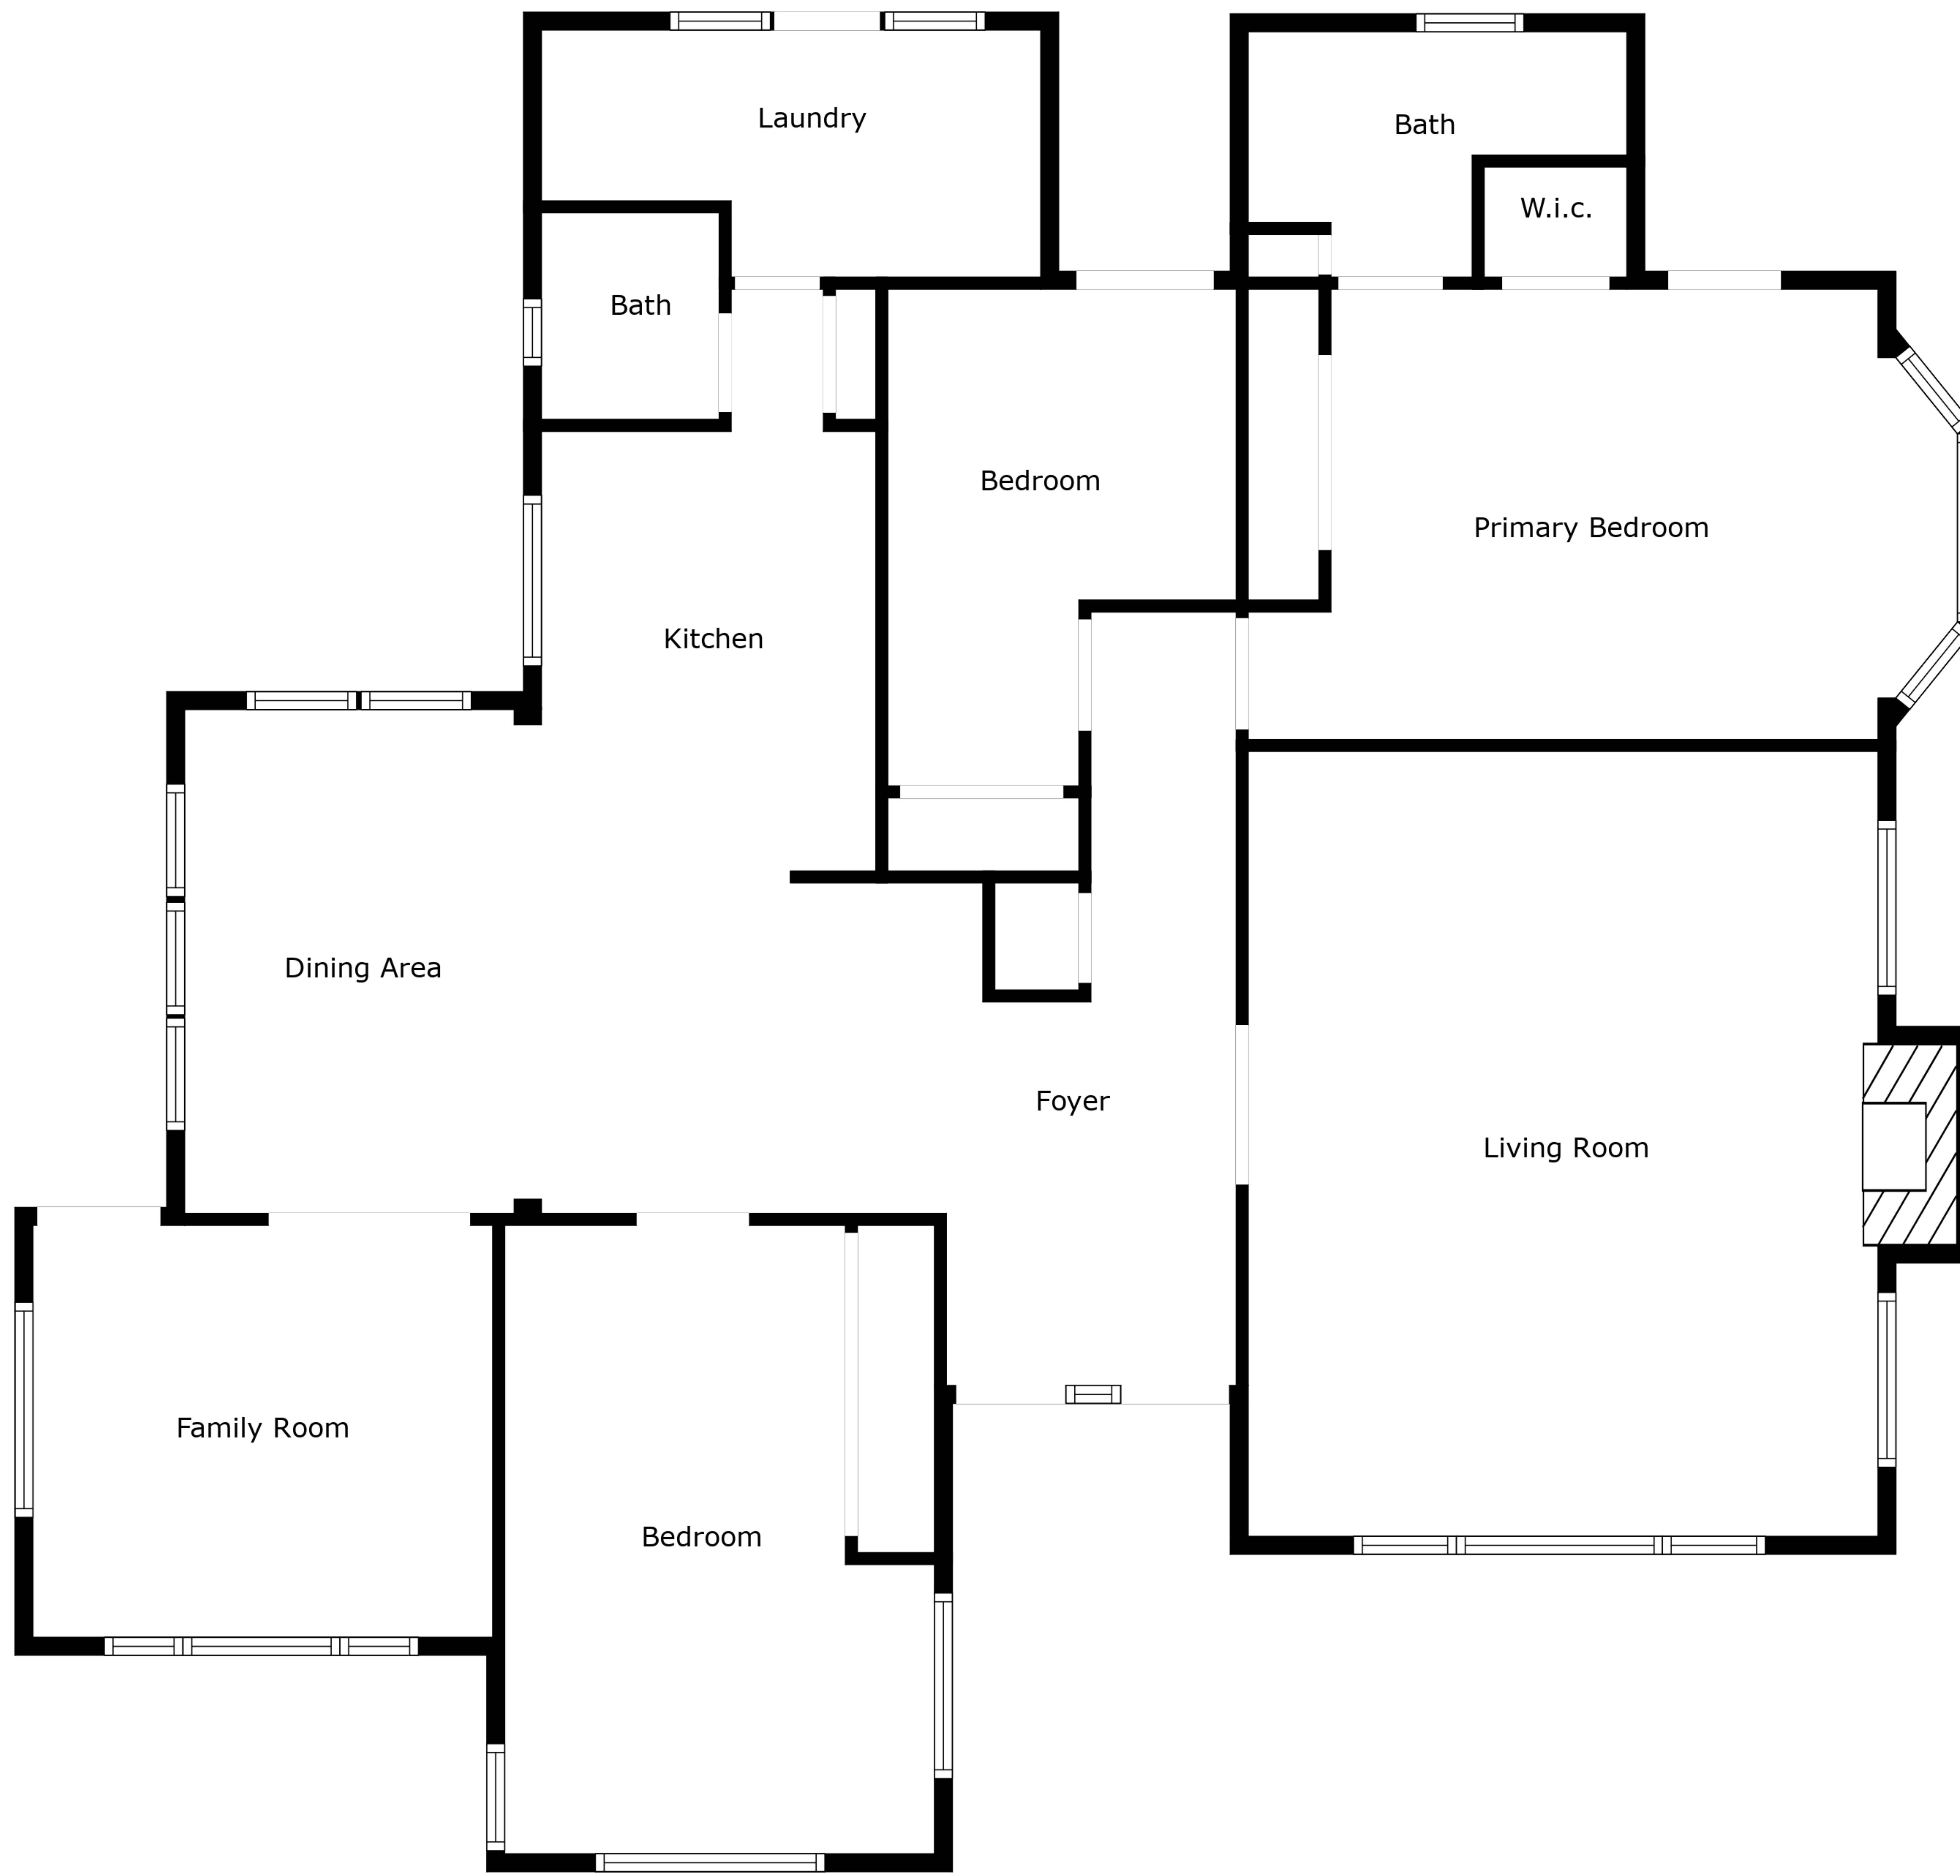 Laundry
Bath
W.i.c.
Bath
Bedroom
Primary Bedroom
Kitchen
Dining Area
Foyer
Living Room
Family Room
Bedroom